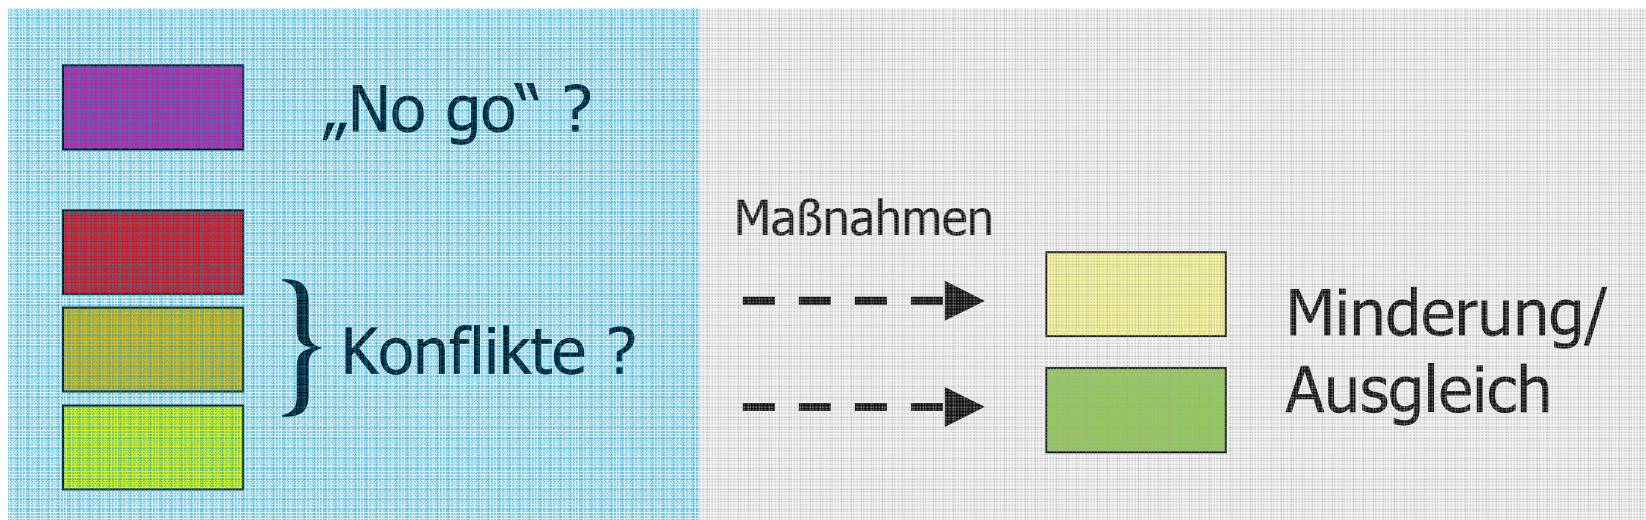 „No go“ ?
Konflikte ?
Maßnahmen
Minderung/
Ausgleich